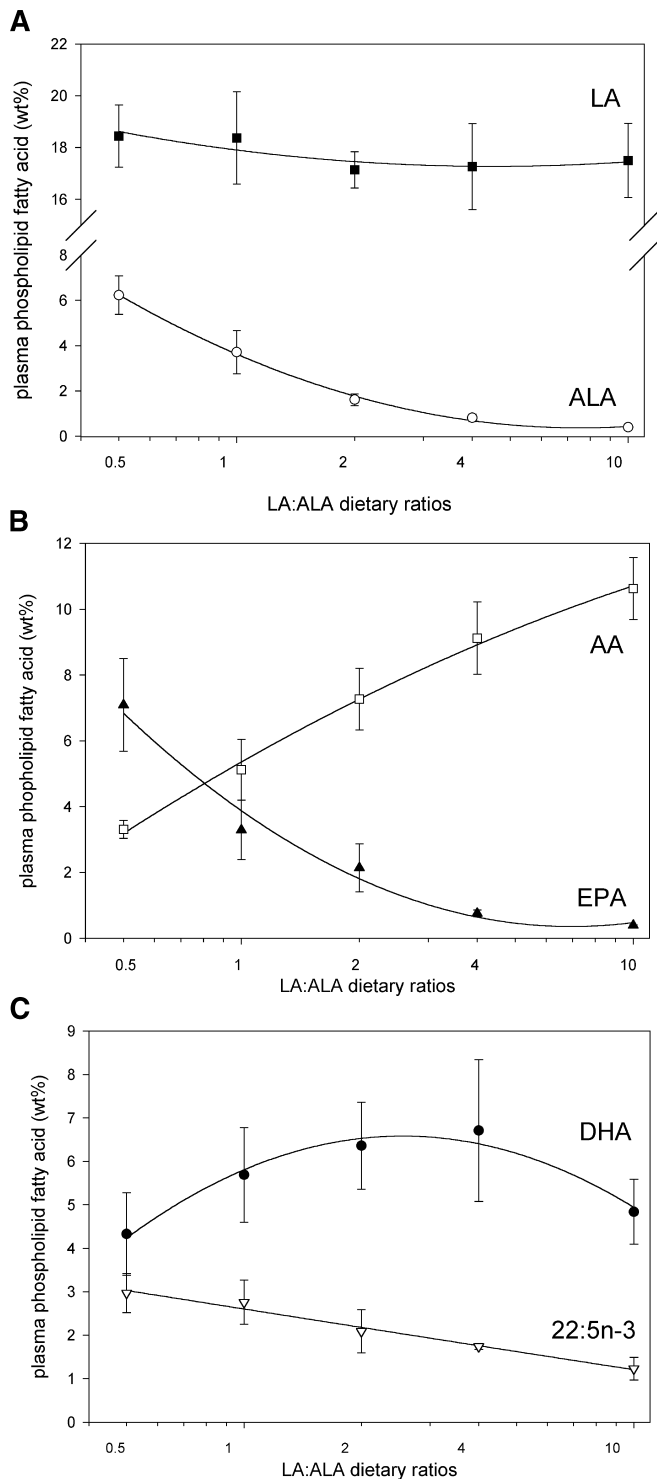 A
plasma phospholipid fatty acid (wt%)
22
20
18
16
8
6
4
2
0
LA
ALA
0.5 1 2 4 10
LA:ALA dietary ratios
B
plasma phopholipid fatty acid (wt%)
12
10
8
6
4
2
0
AA
EPA
0.5 1 2 4 10
LA:ALA dietary ratios
C
plasma phospholipid fatty acid (wt%)
9
8
7
6
5
4
3
2
1
0
DHA
22:5n-3
0.5 1 2 4 10
LA:ALA dietary ratios